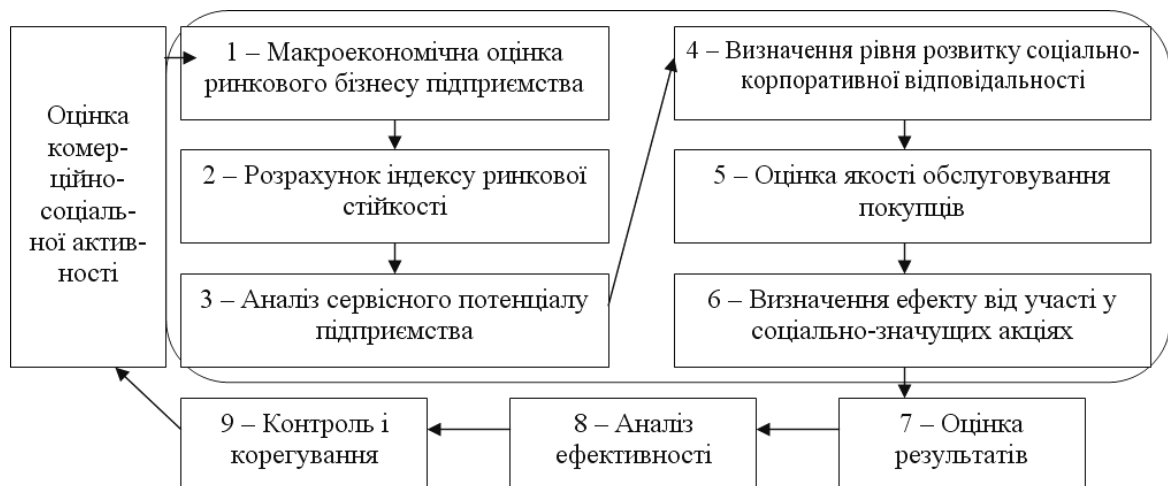 Оцінка
комер-
ційно-
соціаль-
ної актив-
ності
1 – Макроекономічна оцінка
ринкового бізнесу підприємства
2 – Розрахунок індексу ринкової
стійкості
3 – Аналіз сервісного потенціалу
підприємства
4 – Визначення рівня розвитку соціально-
корпоративної відповідальності
5 – Оцінка якості обслуговування
покупців
6 – Визначення ефекту від участі у
соціально-значущих акціях
7 – Оцінка
результатів
8 – Аналіз
ефективності
9 – Контроль і
корегування